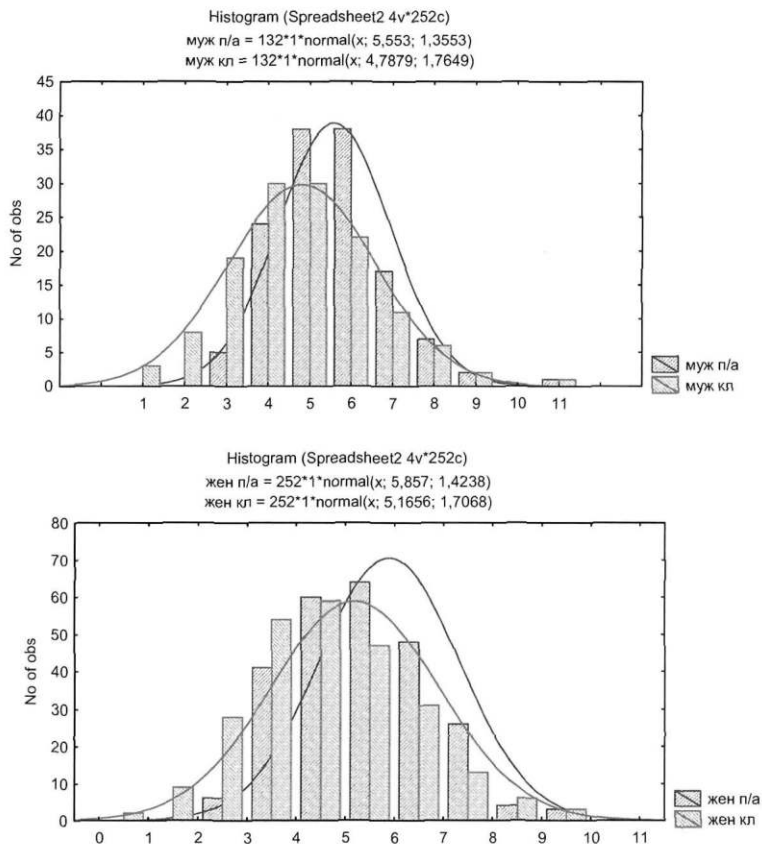 Histogram (Spreadsheet2 4v*252c)
муж п/а = 132*1*normal(x; 5,553; 1,3553)
муж кл = 132*1*normal(x; 4,7879; 1,7649)
45
40
35
30
25
20
15
10
5
0
No of obs
1 2 3 4 5 6 7 8 9 10 11
муж п/а
муж кл
Histogram (Spreadsheet2 4v*252c)
жен п/а = 252*1*normal(x; 5,857; 1,4238)
жен кл = 252*1*normal(x; 5,1656; 1,7068)
80
70
60
50
40
30
20
10
0
No of obs
0 1 2 3 4 5 6 7 8 9 10 11
жен п/а
жен кл